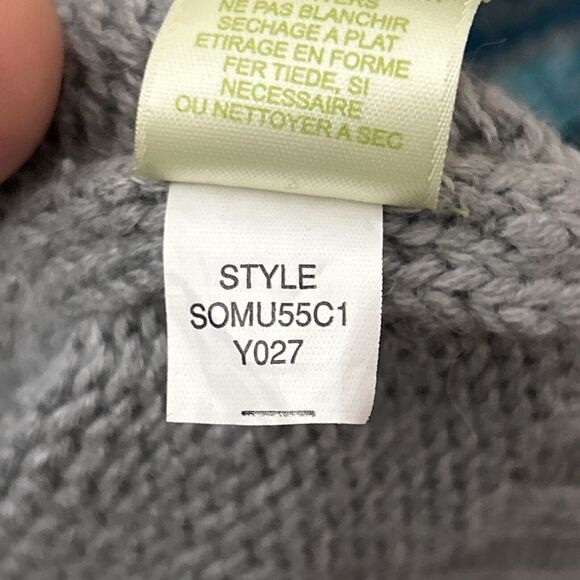 NE PAS BLANCHIR
SECHAGE A PLAT
ETIRAGE EN FORME
FER TIEDE, SI
NECESSAIRE
OU NETTOYER A SEC
STYLE
SOMU55C1
Y027